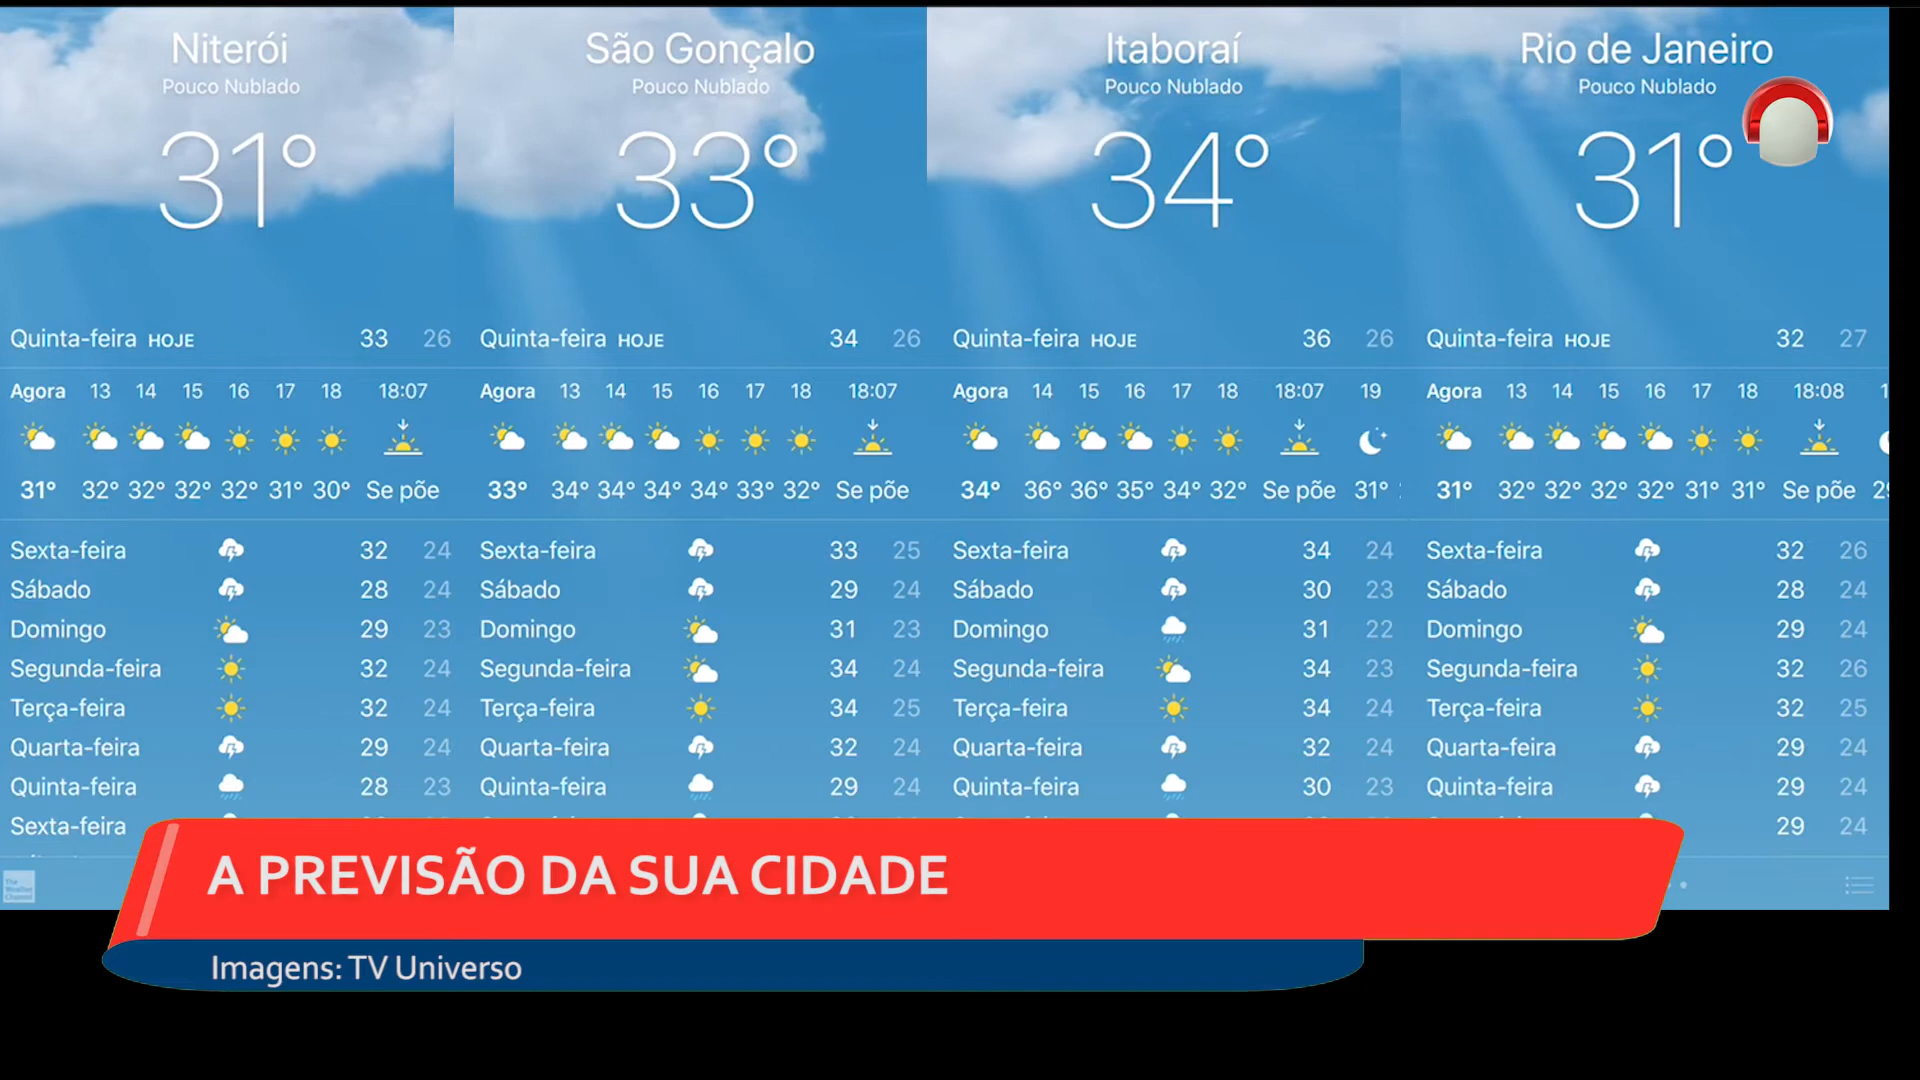 Niterói
Pouco Nublado
31°
Quinta-feira HOJE 33 26
Agora 13 14 15 16 17 18 18:07
31° 32° 32° 32° 32° 31° 30° Se põe
Sexta-feira 32 24
Sábado 28 24
Domingo 29 23
Segunda-feira 32 24
Terça-feira 32 24
Quarta-feira 29 24
Quinta-feira 28 23
Sexta-feira
São Gonçalo
Pouco Nublado
33°
Quinta-feira HOJE 34 26
Agora 13 14 15 16 17 18 18:07
33° 34° 34° 34° 34° 33° 32° Se põe
Sexta-feira 33 25
Sábado 29 24
Domingo 31 23
Segunda-feira 34 24
Terça-feira 34 25
Quarta-feira 32 24
Quinta-feira 29 24
Itaboraí
Pouco Nublado
34°
Quinta-feira HOJE 36 26
Agora 14 15 16 17 18 18:07 19
34° 36° 36° 35° 34° 32° Se põe 31°
Sexta-feira 34 24
Sábado 30 23
Domingo 31 22
Segunda-feira 34 23
Terça-feira 34 24
Quarta-feira 32 24
Quinta-feira 30 23
Rio de Janeiro
Pouco Nublado
31°
Quinta-feira HOJE 32 27
Agora 13 14 15 16 17 18 18:08
31° 32° 32° 32° 32° 31° 31° Se põe
Sexta-feira 32 26
Sábado 28 24
Domingo 29 24
Segunda-feira 32 26
Terça-feira 32 25
Quarta-feira 29 24
Quinta-feira 29 24
29 24
The
Weather
Channel
A PREVISÃO DA SUA CIDADE
Imagens: TV Universo